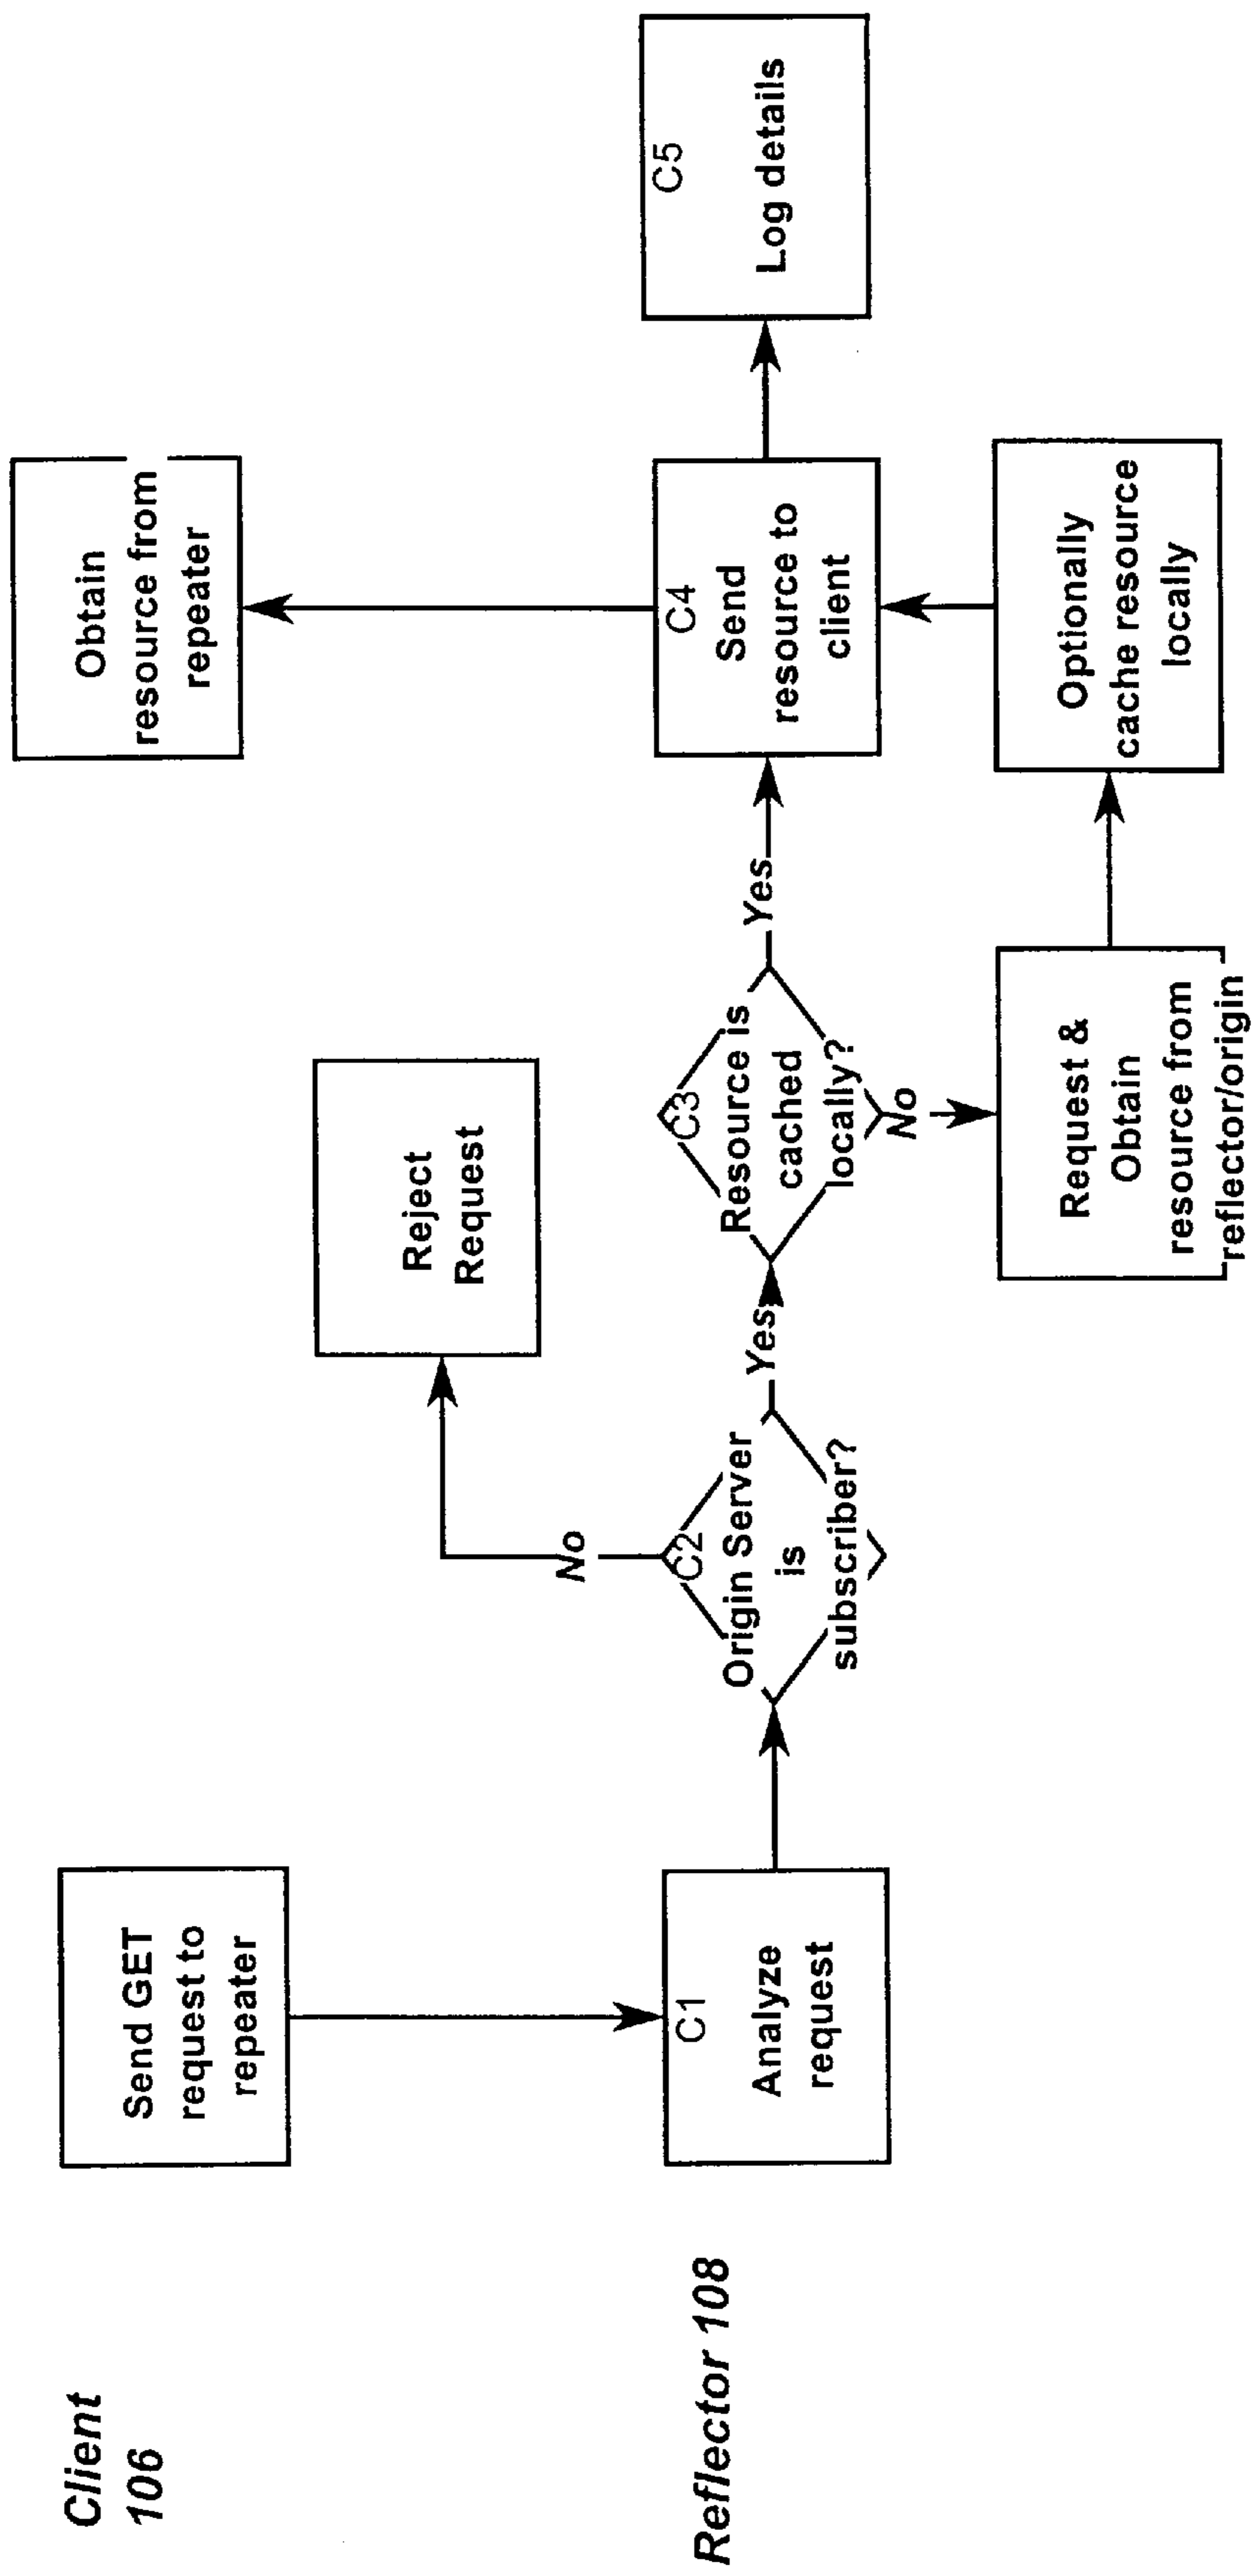 Client
106
Send GET
request to
repeater
Obtain
resource from
repeater
Reject
Request
No
Reflector 108
C1
Analyze
request
C2
Origin Server
is
subscriber?
Yes
C3
Resource is
cached
locally?
Yes
C4
Send
resource to
client
C5
Log details
No
Request &
Obtain
resource from
reflector/origin
Optionally
cache resource
locally